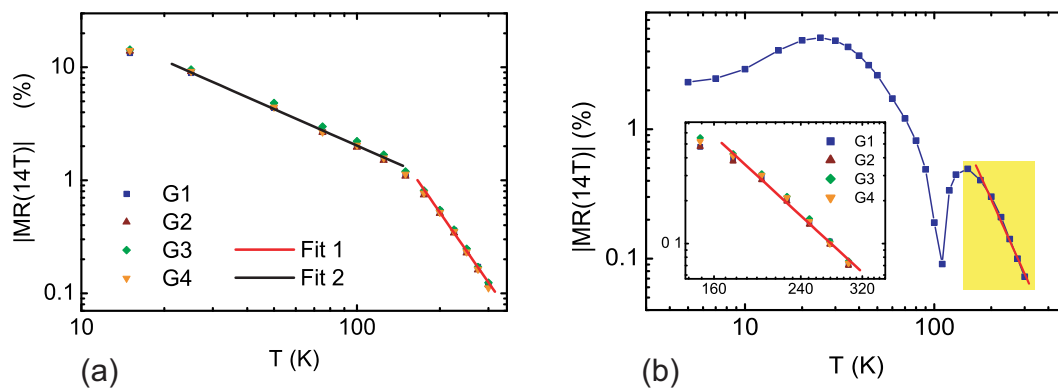 |MR(14T)| (%)
10
1
0.1
10
100
T (K)
G1
G2
G3
G4
Fit 1
Fit 2
(a)
|MR(14T)| (%)
1
0.1
10
100
T (K)
G1
G1
G2
G3
G4
0 1
160
240
320
(b)